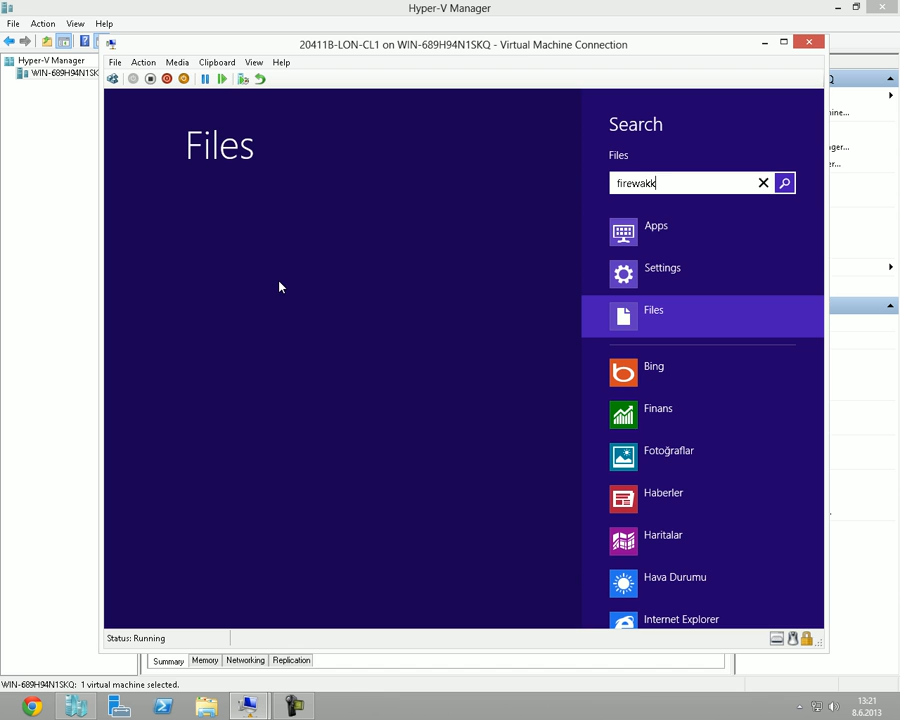 Hyper-V Manager
File Action View Help
Hyper-V Manager
WIN-689H94N1SK
20411B-LON-CL1 on WIN-689H94N1SKQ - Virtual Machine Connection
File Action Media Clipboard View Help
Files
Search
Files
firewakk
Apps
Settings
Files
Bing
Finans
Fotoğraflar
Haberler
Haritalar
Hava Durumu
Internet Explorer
Q
ine...
ger...
er...
Status: Running
Summary Memory Networking Replication
WIN-689H94N1SKQ: 1 virtual machine selected.
13:21
8.6.2013